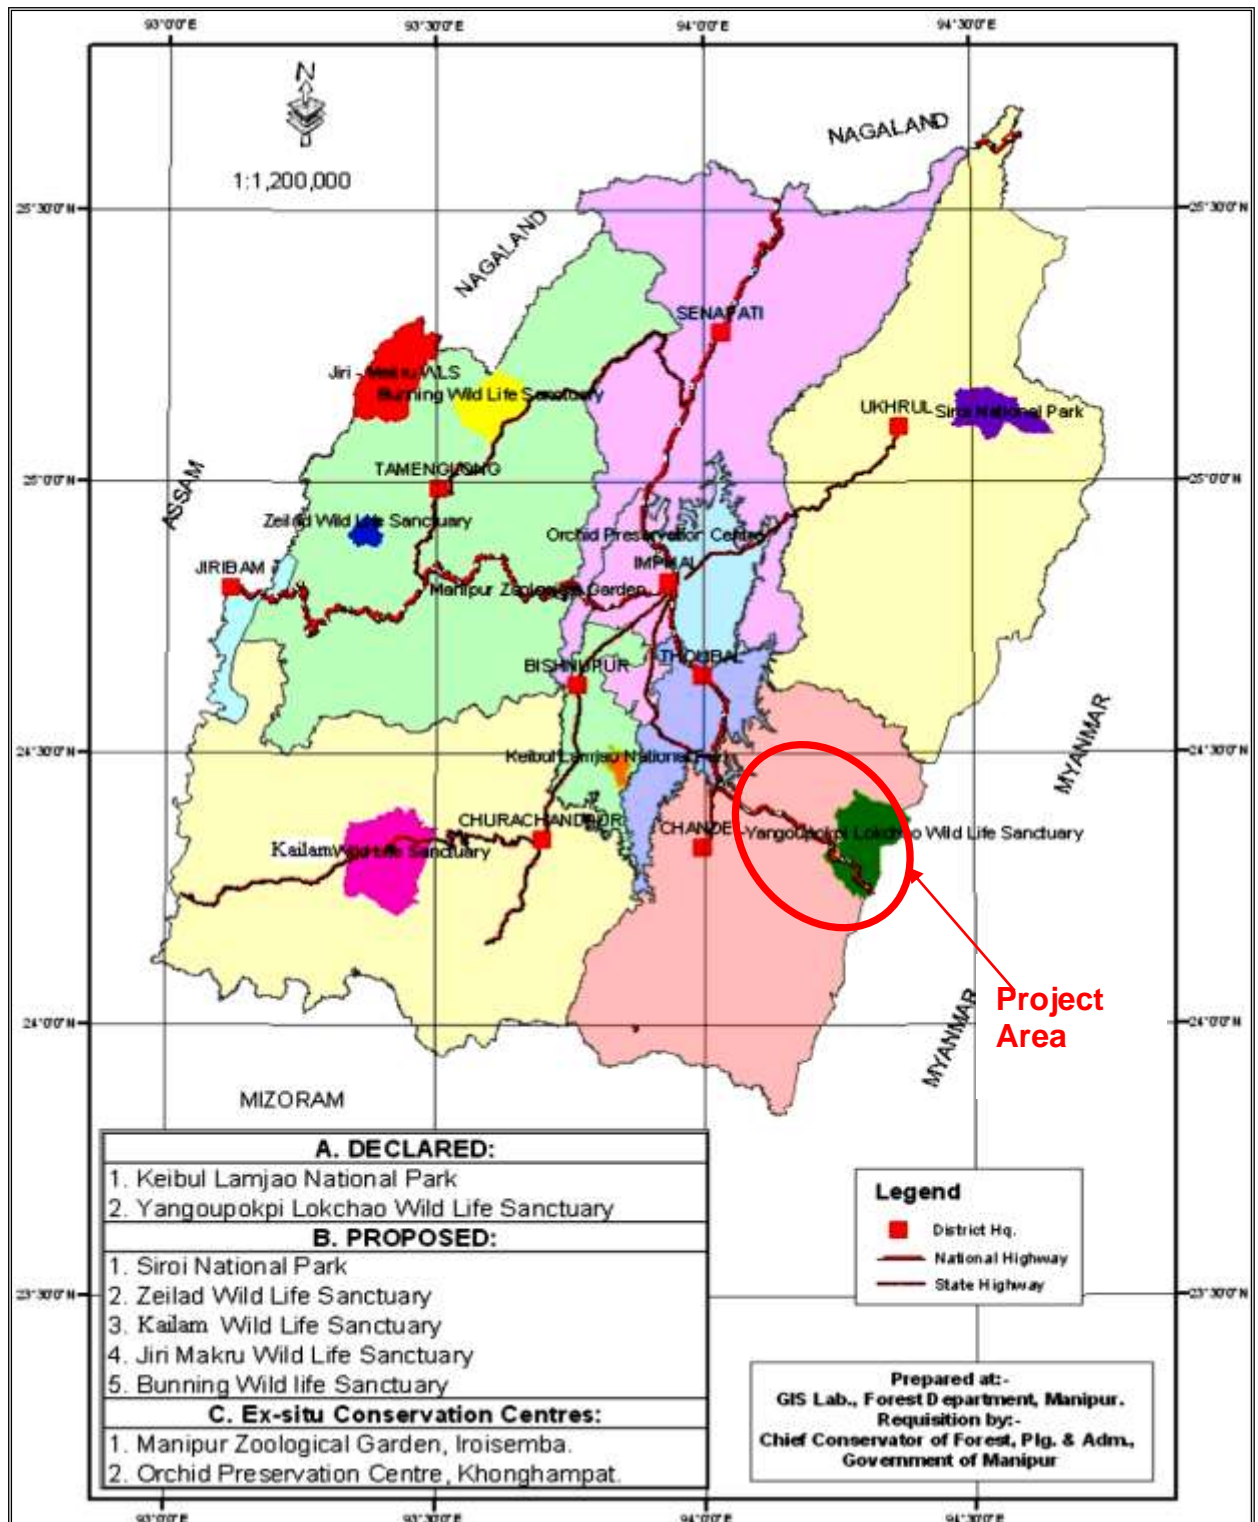 93°0'0"E
93°30'0"E
94°0'0"E
94°30'0"E
N
1:1,200,000
NAGALAND
25°30'0"N
25°30'0"N
NAGALAND
SENAPATI
Jiri - Makru WLS
Bunning Wild Life Sanctuary
UKHRUL
Siroi National Park
TAMENGLONG
25°0'0"N
25°0'0"N
ASSAM
Zeilad Wild Life Sanctuary
Orchid Preservation Centre
JIRIBAM
IMPHAL
Manipur Zoological Garden
BISHNUPUR
THOUBAL
MYANMAR
24°30'0"N
24°30'0"N
Keibul Lamjao National Park
CHURACHANDPUR
CHANDEL
Yangoupokpi Lokchao Wild Life Sanctuary
Kailam Wild Life Sanctuary
Project
Area
24°0'0"N
24°0'0"N
MYANMAR
MIZORAM
A. DECLARED:
1. Keibul Lamjao National Park
2. Yangoupokpi Lokchao Wild Life Sanctuary
B. PROPOSED:
1. Siroi National Park
2. Zeilad Wild Life Sanctuary
3. Kailam Wild Life Sanctuary
4. Jiri Makru Wild Life Sanctuary
5. Bunning Wild life Sanctuary
C. Ex-situ Conservation Centres:
1. Manipur Zoological Garden, Iroisemba.
2. Orchid Preservation Centre, Khonghampat.
Legend
District Hq.
National Highway
State Highway
23°30'0"N
23°30'0"N
Prepared at:-
GIS Lab., Forest Department, Manipur.
Requisition by:-
Chief Conservator of Forest, Plg. & Adm.,
Government of Manipur
93°0'0"E
93°30'0"E
94°0'0"E
94°30'0"E